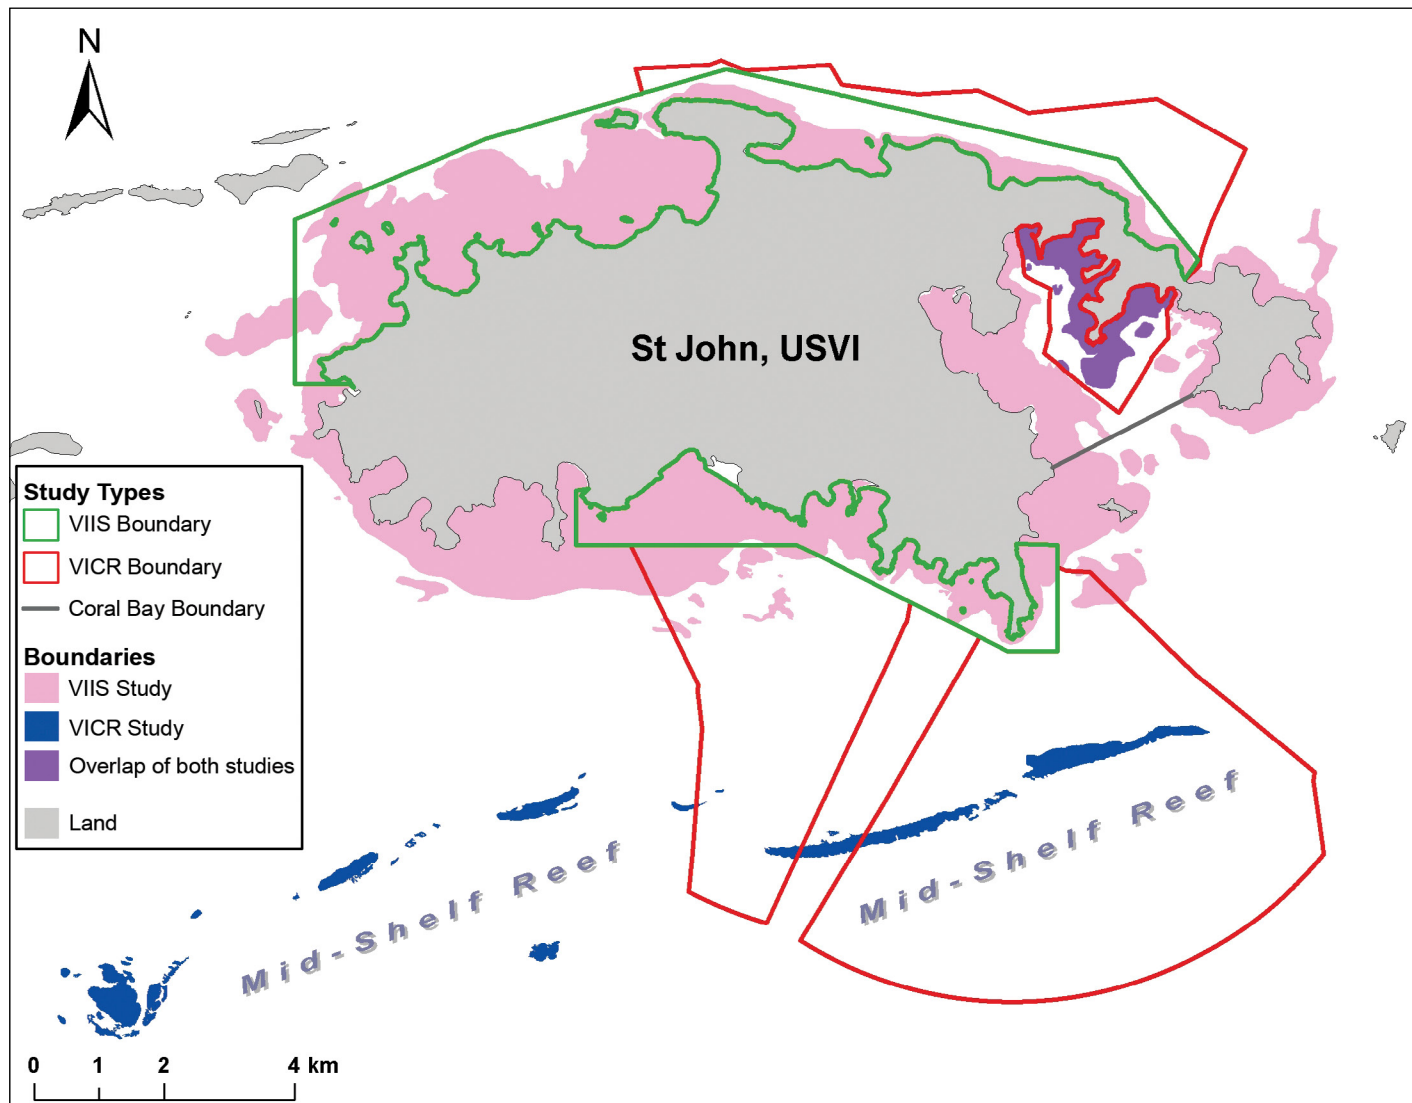 N
St John, USVI
Study Types
VIIS Boundary
VICR Boundary
Coral Bay Boundary
Boundaries
VIIS Study
VICR Study
Overlap of both studies
Land
Mid-Shelf Reef
Mid-Shelf Reef
0 1 2 4 km